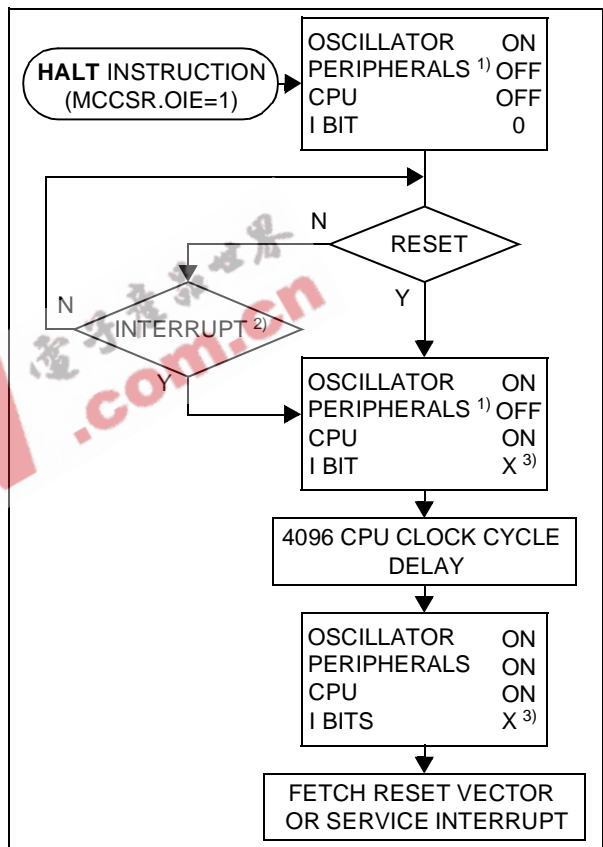 HALT INSTRUCTION
(MCCSR.OIE=1)
OSCILLATOR ON
PERIPHERALS 1) OFF
CPU OFF
I BIT 0
N
RESET
Y
N
INTERRUPT 2)
Y
OSCILLATOR ON
PERIPHERALS 1) OFF
CPU ON
I BIT X 3)
4096 CPU CLOCK CYCLE
DELAY
OSCILLATOR ON
PERIPHERALS ON
CPU ON
I BITS X 3)
FETCH RESET VECTOR
OR SERVICE INTERRUPT
.com.cn